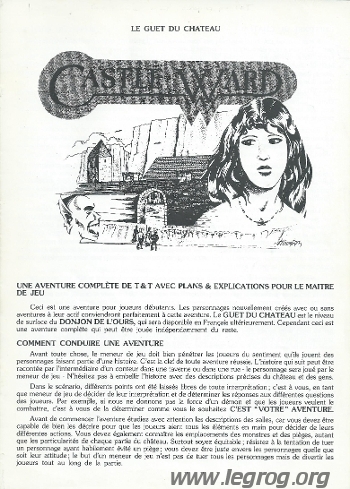 LE GUET DU CHATEAU
CASTLE WARD
UNE AVENTURE COMPLÈTE DE T & T AVEC PLANS & EXPLICATIONS POUR LE MAITRE
DE JEU
Ceci est une aventure pour joueurs débutants. Les personnages nouvellement créés avec ou sans
aventures à leur actif conviendront parfaitement à cette aventure. Le GUET DU CHATEAU est le niveau
de surface du DONJON DE L'OURS, qui sera disponible en Français ultérieurement. Cependant ceci est
une aventure complète qui peut être jouée indépendamment du reste.
COMMENT CONDUIRE UNE AVENTURE
Avant toute chose, le meneur de jeu doit bien pénétrer les joueurs du sentiment qu'ils jouent des
personnages faisant partie d'une histoire. C'est la clef de toute aventure réussie. L'histoire qui suit peut être
racontée par l'intermédiaire d'un conteur dans une taverne ou dans une rue - le personnage sera joué par le
meneur de jeu - N'hésitez pas à embellir l'histoire avec des descriptions précises du château et des gens.
Dans le scénario, différents points ont été laissés libres de toute interprétation ; c'est à vous, en tant
que meneur de jeu de décider de leur interprétation et de déterminer les réponses aux différentes questions
des joueurs. Par exemple, si nous ne donnons pas la force d'un démon et que les joueurs veulent le
combattre, c'est à vous de la déterminer comme vous le souhaitez C'EST "VOTRE" AVENTURE.
Avant de commencer l'aventure étudiez avec attention les descriptions des salles, car vous devez être
capable de bien les décrire pour que les joueurs aient tous les éléments en main pour décider de leurs
différentes actions. Vous devez également connaître les emplacements des monstres et des pièges, autant
que les particularités de chaque partie du château. Surtout soyez équitable ; résistez à la tentation de tuer
un personnage ayant habilement évité un piège ; vous devez être juste envers les personnages quelle que
soit leur attitude ; le but d'un meneur de jeu n'est pas de tuer tous les personnages mais de divertir les
joueurs tout au long de la partie.
www.legrog.org